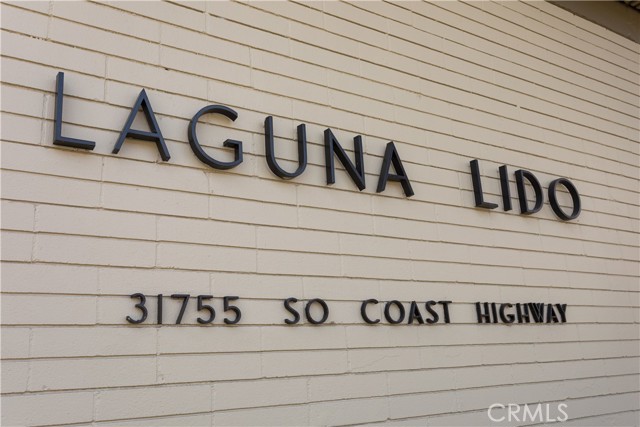 LAGUNA LIDO
31755 SO COAST HIGHWAY
CRMLS